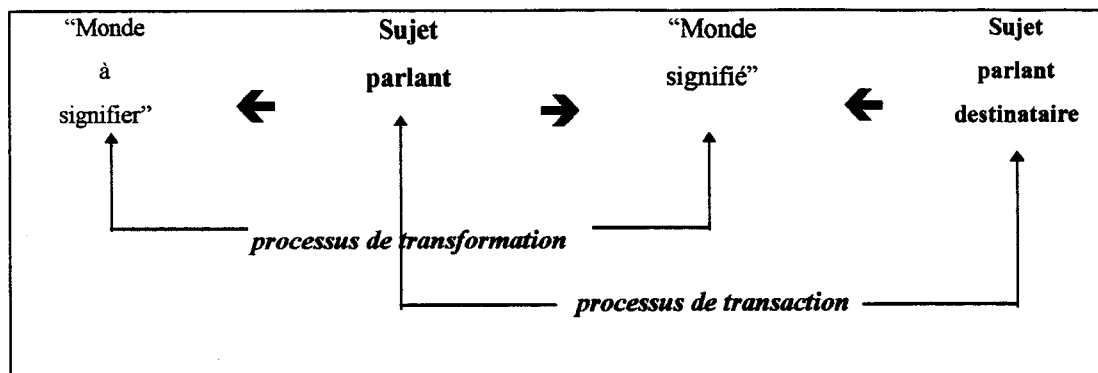 “Monde
à
signifier”
Sujet
parlant
“Monde
signifié”
Sujet
parlant
destinataire
processus de transformation
processus de transaction